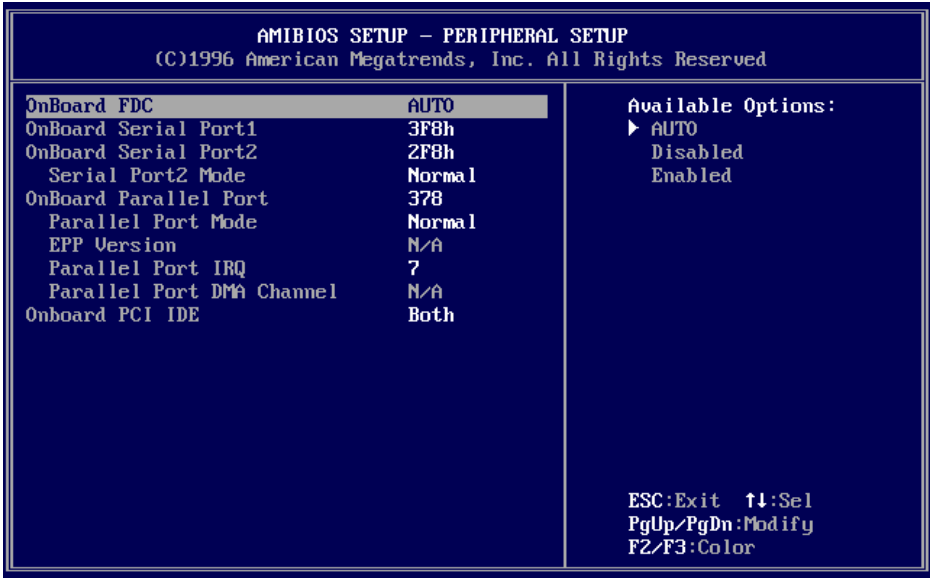 AMIBIOS SETUP – PERIPHERAL SETUP
(C)1996 American Megatrends, Inc. All Rights Reserved
OnBoard FDC AUTO
OnBoard Serial Port1 3F8h
OnBoard Serial Port2 2F8h
Serial Port2 Mode Normal
OnBoard Parallel Port 378
Parallel Port Mode Normal
EPP Version N/A
Parallel Port IRQ 7
Parallel Port DMA Channel N/A
Onboard PCI IDE Both
Available Options:
► AUTO
Disabled
Enabled
ESC:Exit ↑↓:Sel
PgUp/PgDn:Modify
F2/F3:Color